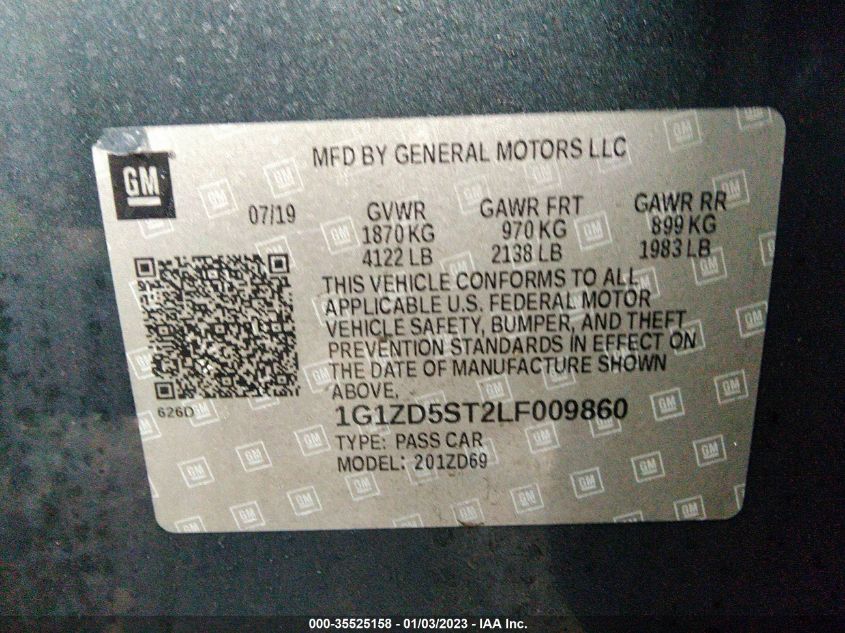 MFD BY GENERAL MOTORS LLC
GM
07/19
GVWR GAWR FRT GAWR RR
1870 KG 970 KG 899 KG
4122 LB 2138 LB 1983 LB
THIS VEHICLE CONFORMS TO ALL
APPLICABLE U.S. FEDERAL MOTOR
VEHICLE SAFETY, BUMPER, AND THEFT
PREVENTION STANDARDS IN EFFECT ON
THE DATE OF MANUFACTURE SHOWN
ABOVE.
626D
1G1ZD5ST2LF009860
TYPE: PASS CAR
MODEL: 201ZD69
000-35525158 - 01/03/2023 - IAA Inc.